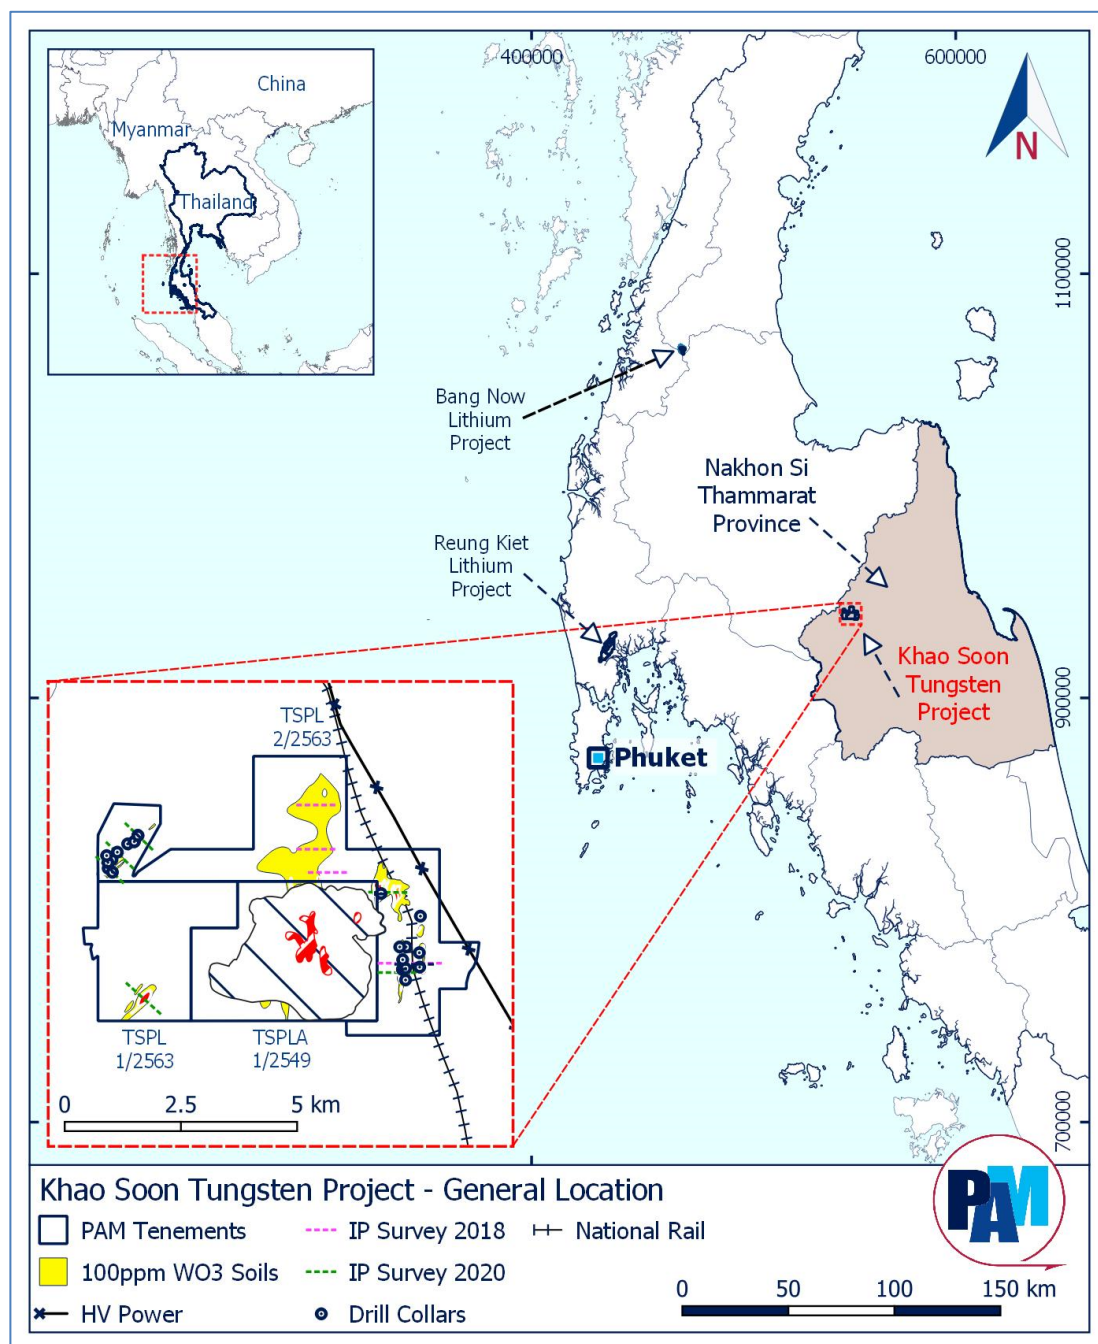 400000
600000
China
Myanmar
Thailand
N
1100000
Bang Now
Lithium
Project
Nakhon Si
Thammarat
Province
Reung Kiet
Lithium
Project
Khao Soon
Tungsten
Project
900000
TSPL
2/2563
Phuket
TSPL
1/2563
TSPLA
1/2549
0 2.5 5 km
700000
Khao Soon Tungsten Project - General Location
PAM Tenements
IP Survey 2018
National Rail
100ppm WO3 Soils
IP Survey 2020
HV Power
Drill Collars
PAM
0 50 100 150 km